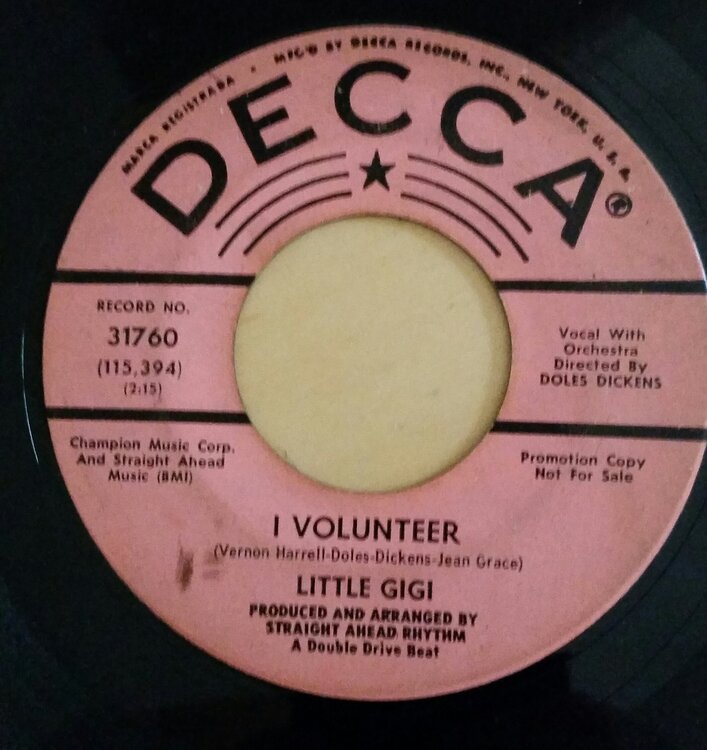 MARCA REGISTRADA • MFG'D BY DECCA RECORDS, INC., NEW YORK, U. S. A.
DECCA®
RECORD NO.
31760
(115,394)
(2:15)
Vocal With
Orchestra
Directed By
DOLES DICKENS
Champion Music Corp.
And Straight Ahead
Music (BMI)
Promotion Copy
Not For Sale
I VOLUNTEER
(Vernon Harrell-Doles-Dickens-Jean Grace)
LITTLE GIGI
PRODUCED AND ARRANGED BY
STRAIGHT AHEAD RHYTHM
A Double Drive Beat